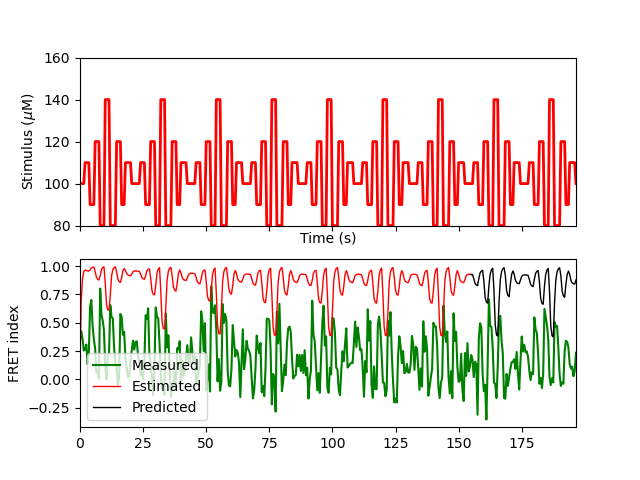 160
140
120
100
80
Stimulus (μM)
Time (s)
1.00
0.75
0.50
0.25
0.00
−0.25
FRET index
Measured
Estimated
Predicted
0 25 50 75 100 125 150 175